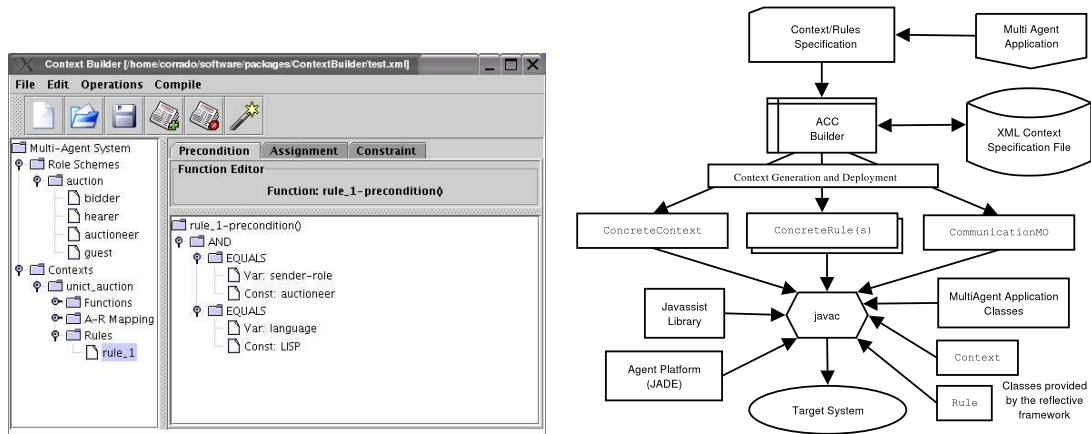 Context Builder [/home/corrado/software/packages/ContextBuilder/test.xml]
File Edit Operations Compile
Multi-Agent System
Role Schemes
auction
bidder
hearer
auctioneer
guest
Contexts
unict_auction
Functions
A-R Mapping
Rules
rule_1
Precondition Assignment Constraint
Function Editor
Function: rule_1-precondition()
rule_1-precondition()
AND
EQUALS
Var: sender-role
Const: auctioneer
EQUALS
Var: language
Const: LISP
Context/Rules
Specification
Multi Agent
Application
ACC
Builder
XML Context
Specification File
Context Generation and Deployment
ConcreteContext
ConcreteRule(s)
CommunicationMO
Javassist
Library
javac
MultiAgent Application
Classes
Agent Platform
(JADE)
Context
Rule
Classes provided
by the reflective
framework
Target System